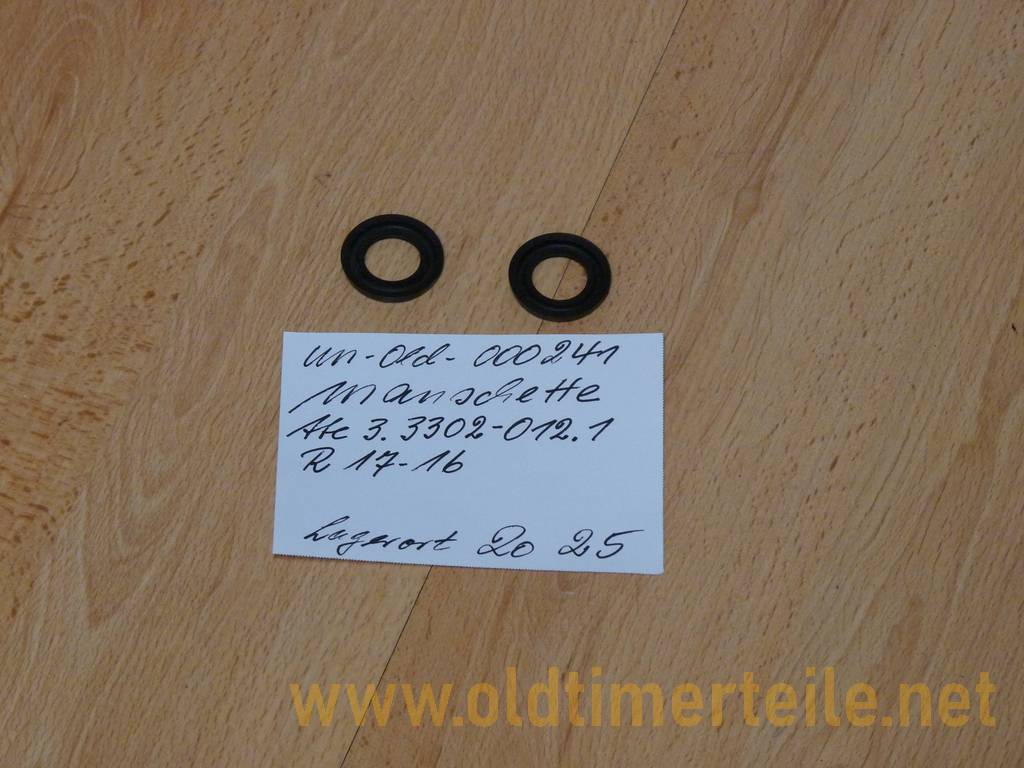 un-Old-000241
Manschette
Ate 3.3302-012.1
R 17-16
Lagerort 20 25
www.oldtimerteile.net